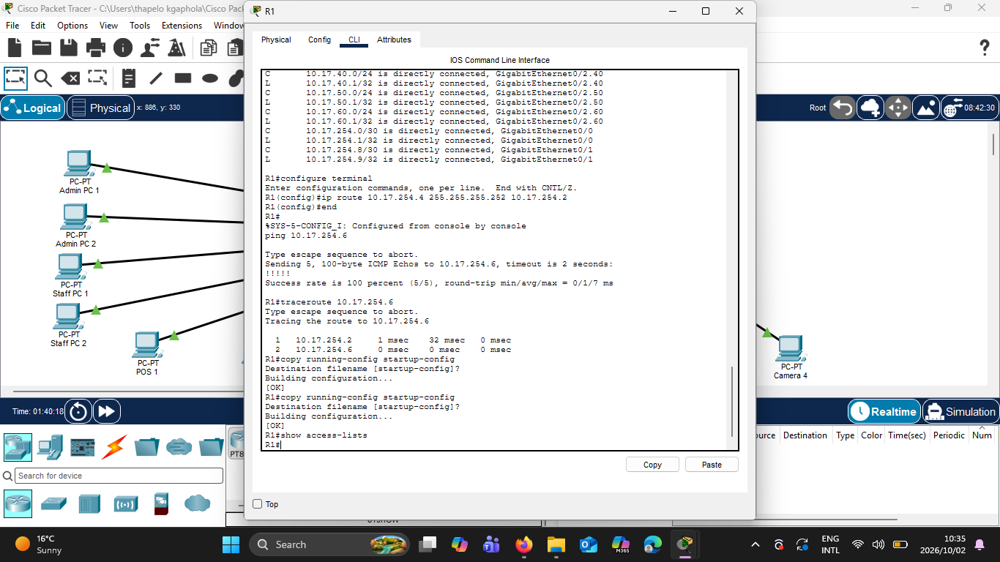 Cisco Packet Tracer - C:\Users\thapelo kgaphola\Cisco Pack
R1
File Edit Options View Tools Extensions Window
Physical Config CLI Attributes
IOS Command Line Interface
Logical Physical x: 886, y: 330
Root 08:42:30
C 10.17.40.0/24 is directly connected, GigabitEthernet0/2.40
L 10.17.40.1/32 is directly connected, GigabitEthernet0/2.40
C 10.17.50.0/24 is directly connected, GigabitEthernet0/2.50
L 10.17.50.1/32 is directly connected, GigabitEthernet0/2.50
C 10.17.60.0/24 is directly connected, GigabitEthernet0/2.60
L 10.17.60.1/32 is directly connected, GigabitEthernet0/2.60
C 10.17.254.0/30 is directly connected, GigabitEthernet0/0
L 10.17.254.1/32 is directly connected, GigabitEthernet0/0
C 10.17.254.8/30 is directly connected, GigabitEthernet0/1
L 10.17.254.9/32 is directly connected, GigabitEthernet0/1
R1#configure terminal
Enter configuration commands, one per line. End with CNTL/Z.
R1(config)#ip route 10.17.254.4 255.255.255.252 10.17.254.2
R1(config)#end
R1#
%SYS-5-CONFIG_I: Configured from console by console
ping 10.17.254.6
Type escape sequence to abort.
Sending 5, 100-byte ICMP Echos to 10.17.254.6, timeout is 2 seconds:
!!!!!
Success rate is 100 percent (5/5), round-trip min/avg/max = 0/1/7 ms
R1#traceroute 10.17.254.6
Type escape sequence to abort.
Tracing the route to 10.17.254.6
1 10.17.254.2 1 msec 32 msec 0 msec
2 10.17.254.6 0 msec 0 msec 0 msec
R1#copy running-config startup-config
Destination filename [startup-config]?
Building configuration...
[OK]
R1#copy running-config startup-config
Destination filename [startup-config]?
Building configuration...
[OK]
R1#show access-lists
R1#
Copy Paste
Top
PC-PT
Admin PC 1
PC-PT
Admin PC 2
PC-PT
Staff PC 1
PC-PT
Staff PC 2
PC-PT
POS 1
PC-PT
Camera 4
Time: 01:40:18
Realtime Simulation
Search for device
PT8
ource Destination Type Color Time(sec) Periodic Num
16°C
Sunny
Search
M365
ENG
INTL
10:35
2026/10/02